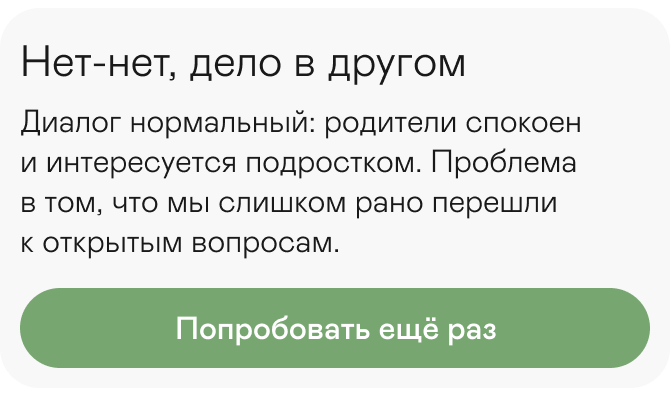 Нет-нет, дело в другом
Диалог нормальный: родители спокоен
и интересуется подростком. Проблема
в том, что мы слишком рано перешли
к открытым вопросам.
Попробовать ещё раз